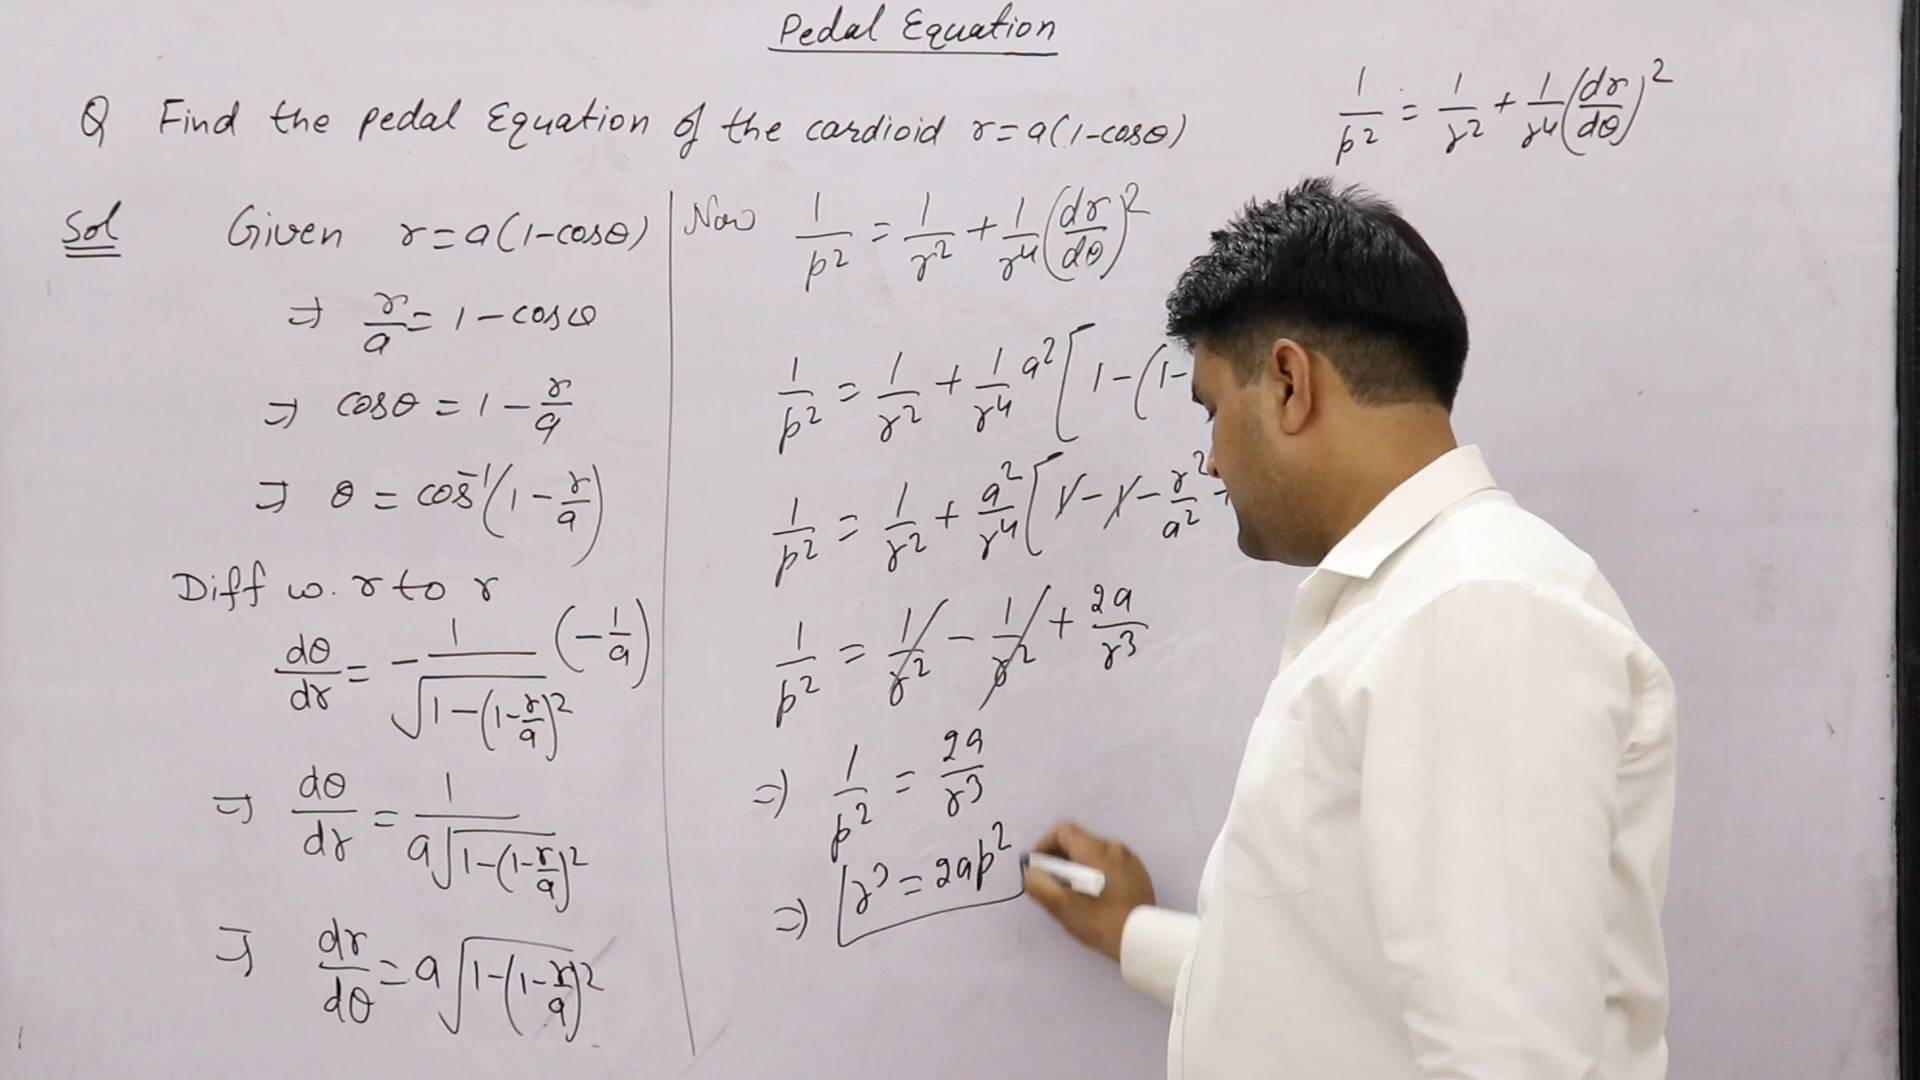 Pedal Equation
Q Find the pedal Equation of the cardioid r=a(1-cosθ)
1/p² = 1/r² + 1/r⁴ (dr/dθ)²
Sol Given r=a(1-cosθ)
⇒ r/a = 1-cosθ
⇒ cosθ = 1 - r/a
⇒ θ = cos⁻¹(1 - r/a)
Diff w. r to r
dθ/dr = - 1/√(1-(1-r/a)²) (-1/a)
⇒ dθ/dr = 1/(a√(1-(1-r/a)²))
⇒ dr/dθ = a√(1-(1-r/a)²)
Now 1/p² = 1/r² + 1/r⁴ (dr/dθ)²
1/p² = 1/r² + 1/r⁴ a² [1-(1-
1/p² = 1/r² + a²/r⁴ [1 - 1 - r²/a² +
1/p² = 1/r² - 1/r² + 2a/r³
⇒ 1/p² = 2a/r³
⇒ r³ = 2ap²